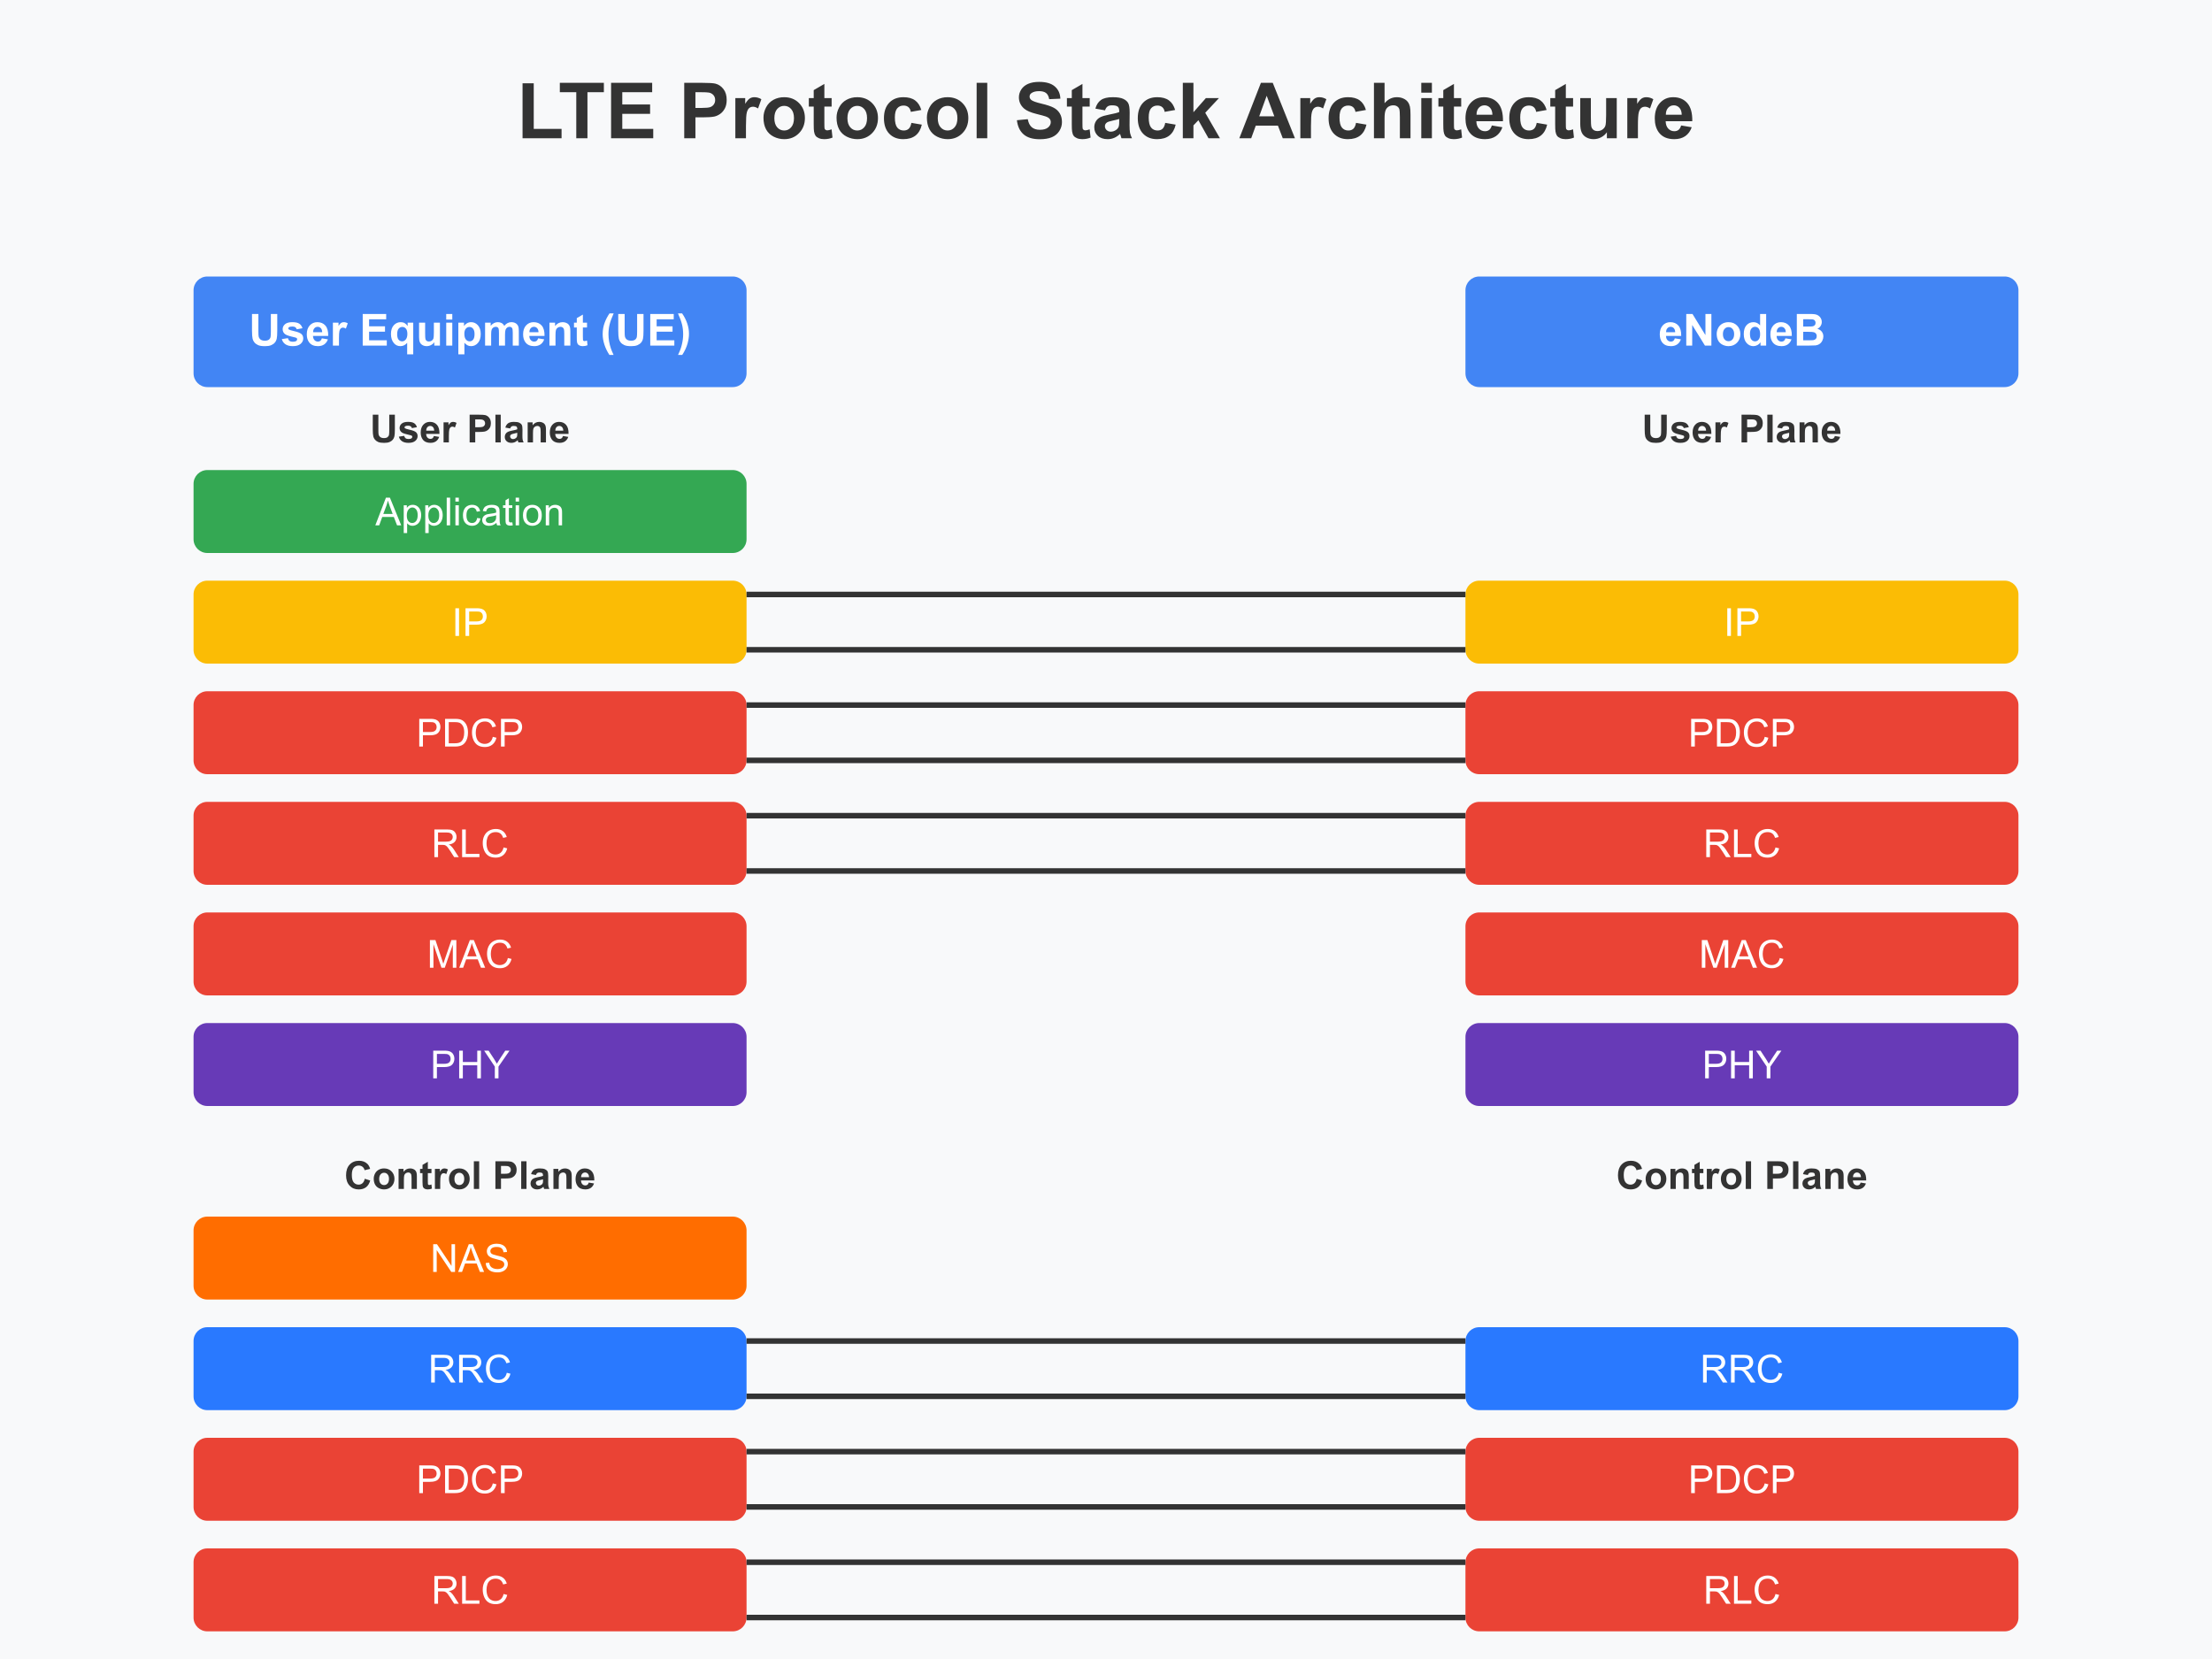 LTE Protocol Stack Architecture
User Equipment (UE)
User Plane
Application
IP
PDCP
RLC
MAC
PHY
Control Plane
NAS
RRC
PDCP
RLC
eNodeB
User Plane
IP
PDCP
RLC
MAC
PHY
Control Plane
RRC
PDCP
RLC